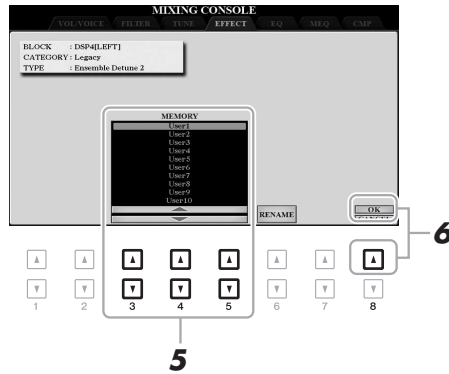 MIXING CONSOLE
VOL/VOICE FILTER TUNE EFFECT EQ MEQ CMP
BLOCK : DSP4[LEFT]
CATEGORY : Legacy
TYPE : Ensemble Detune 2
MEMORY
User1
User2
User3
User4
User5
User6
User7
User8
User9
User10
RENAME
OK
6
1 2 3 4 5 6 7 8
5